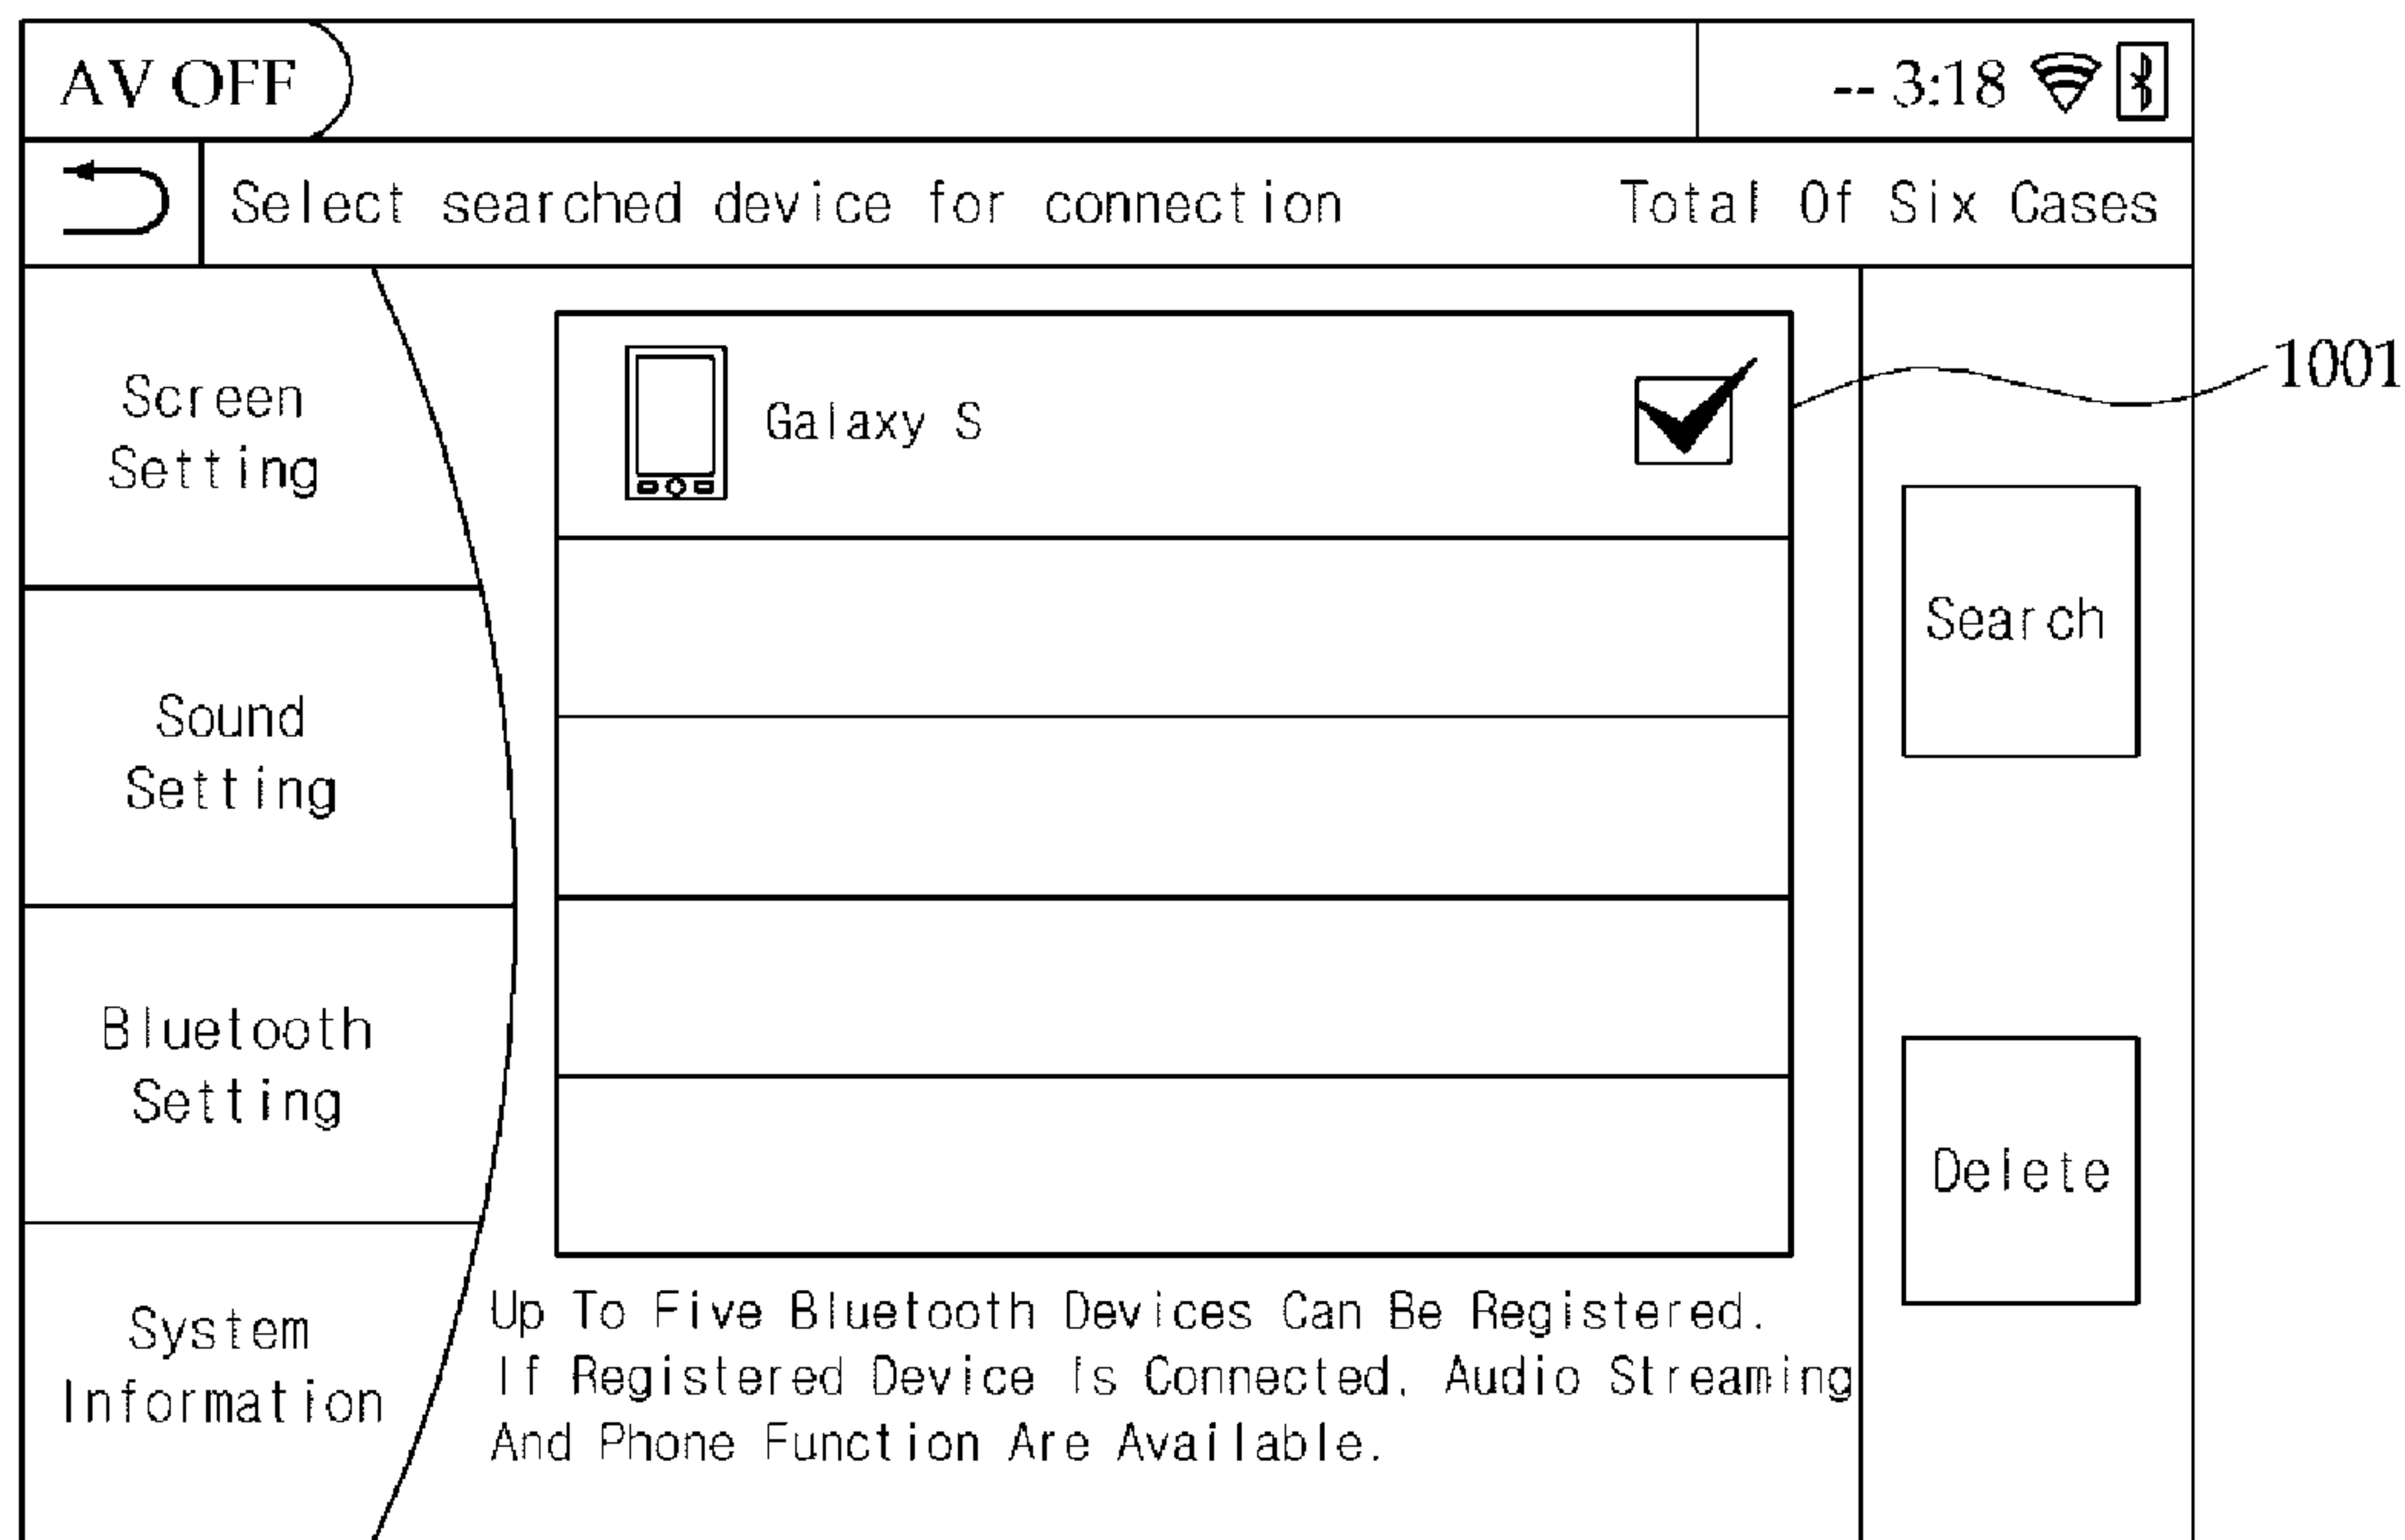 AV OFF
-- 3:18
Select searched device for connection
Total Of Six Cases
Screen
Setting
Sound
Setting
Bluetooth
Setting
System
Information
Galaxy S
1001
Search
Delete
Up To Five Bluetooth Devices Can Be Registered.
If Registered Device Is Connected, Audio Streaming
And Phone Function Are Available.